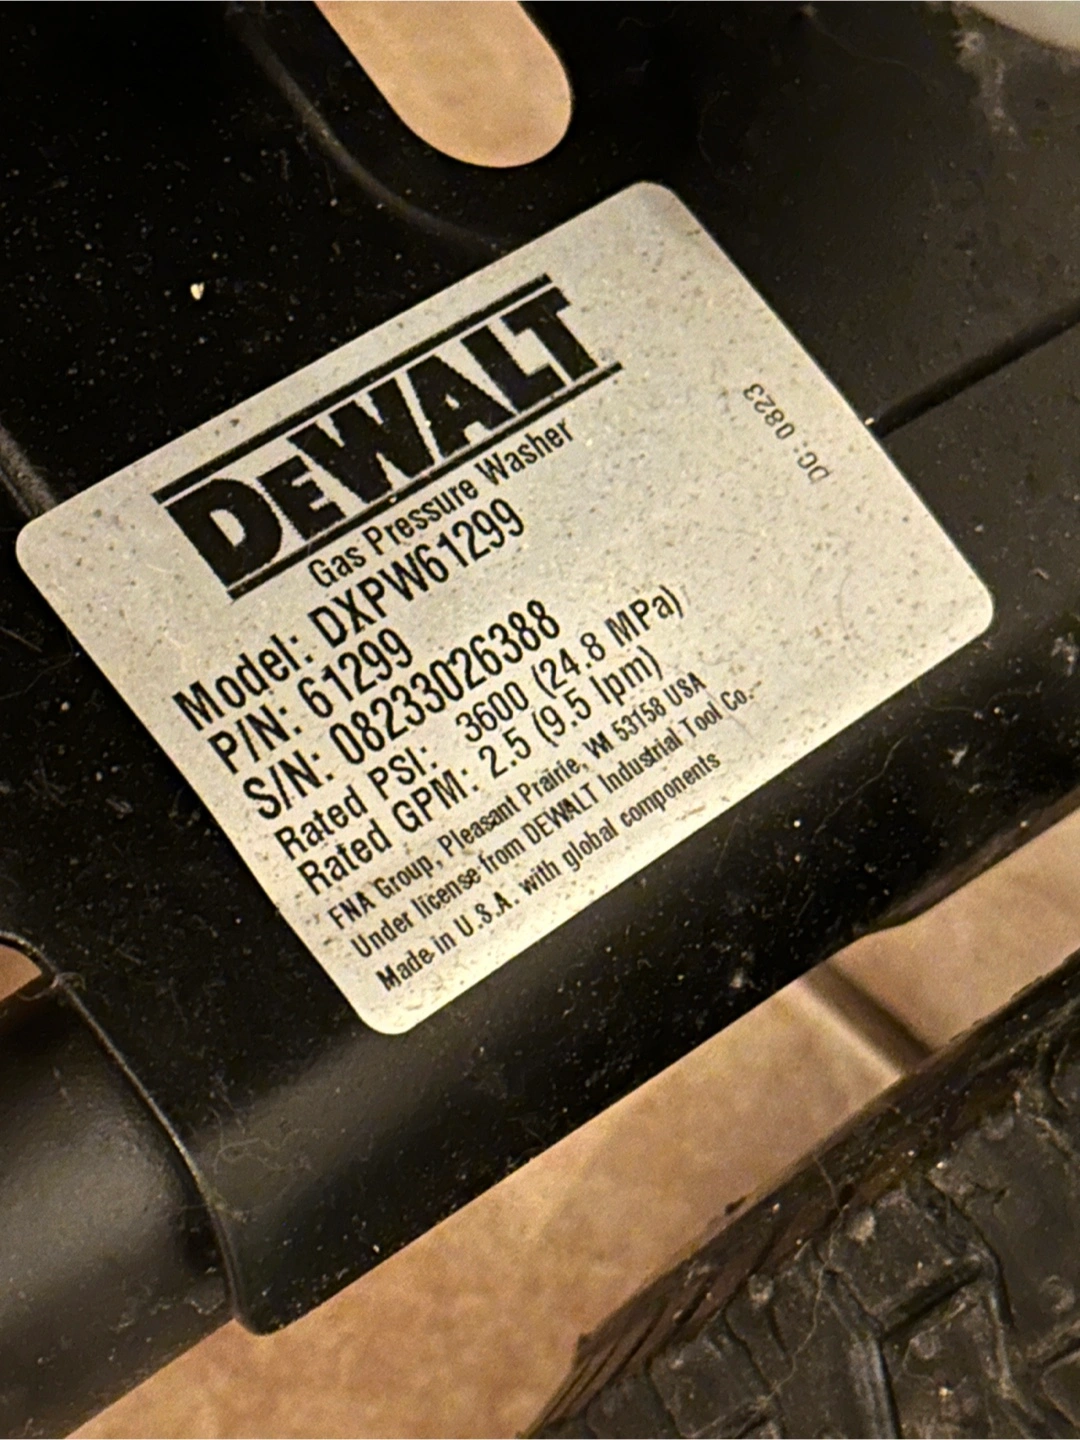 DEWALT
Gas Pressure Washer
Model: DXPW61299
P/N: 61299
S/N: 08233026388
Rated PSI: 3600 (24.8 MPa)
Rated GPM: 2.5 (9.5 lpm)
FNA Group, Pleasant Prairie, WI 53158 USA
Under license from DEWALT Industrial Tool Co.
Made in U.S.A. with global components
DC: 0823